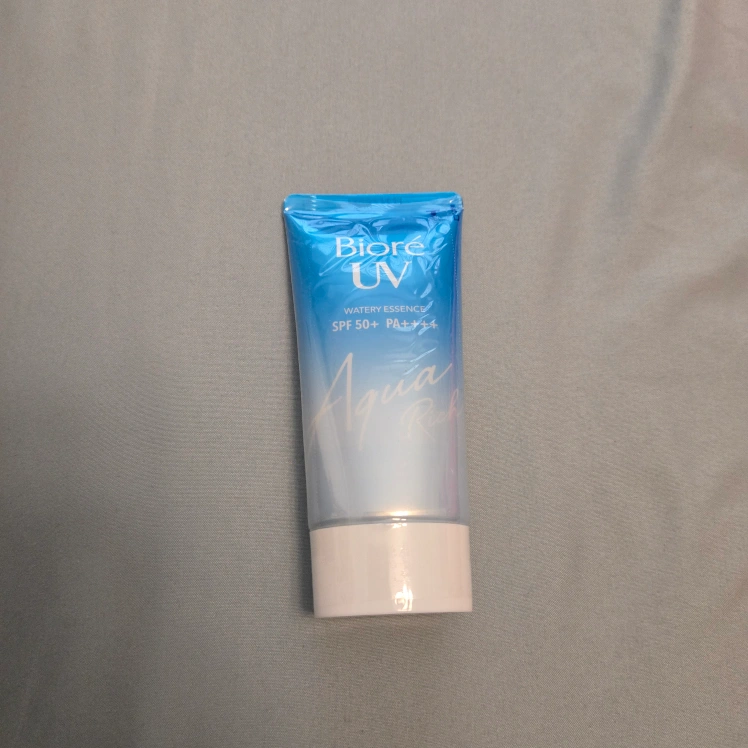 Bioré
UV
WATERY ESSENCE
SPF 50+ PA++++
Aqua
Rich